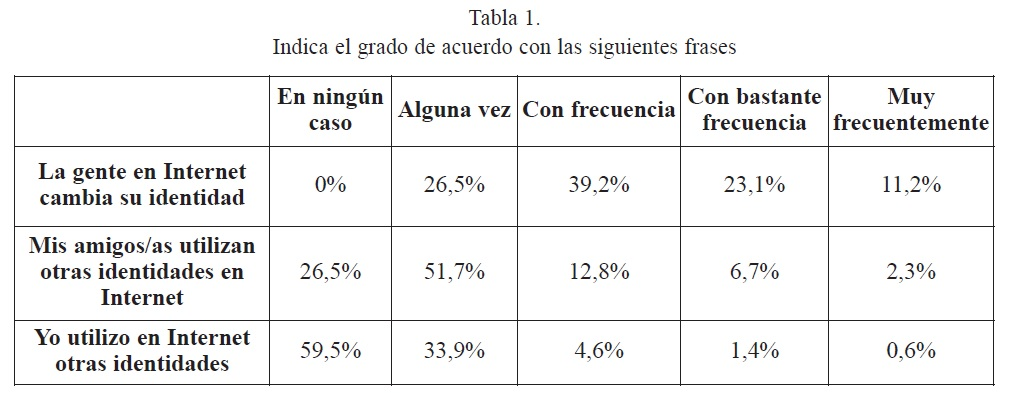 Tabla 1.
Indica el grado de acuerdo con las siguientes frases
En ningún caso Alguna vez Con frecuencia Con bastante frecuencia Muy frecuentemente
La gente en Internet cambia su identidad 0% 26,5% 39,2% 23,1% 11,2%
Mis amigos/as utilizan otras identidades en Internet 26,5% 51,7% 12,8% 6,7% 2,3%
Yo utilizo en Internet otras identidades 59,5% 33,9% 4,6% 1,4% 0,6%